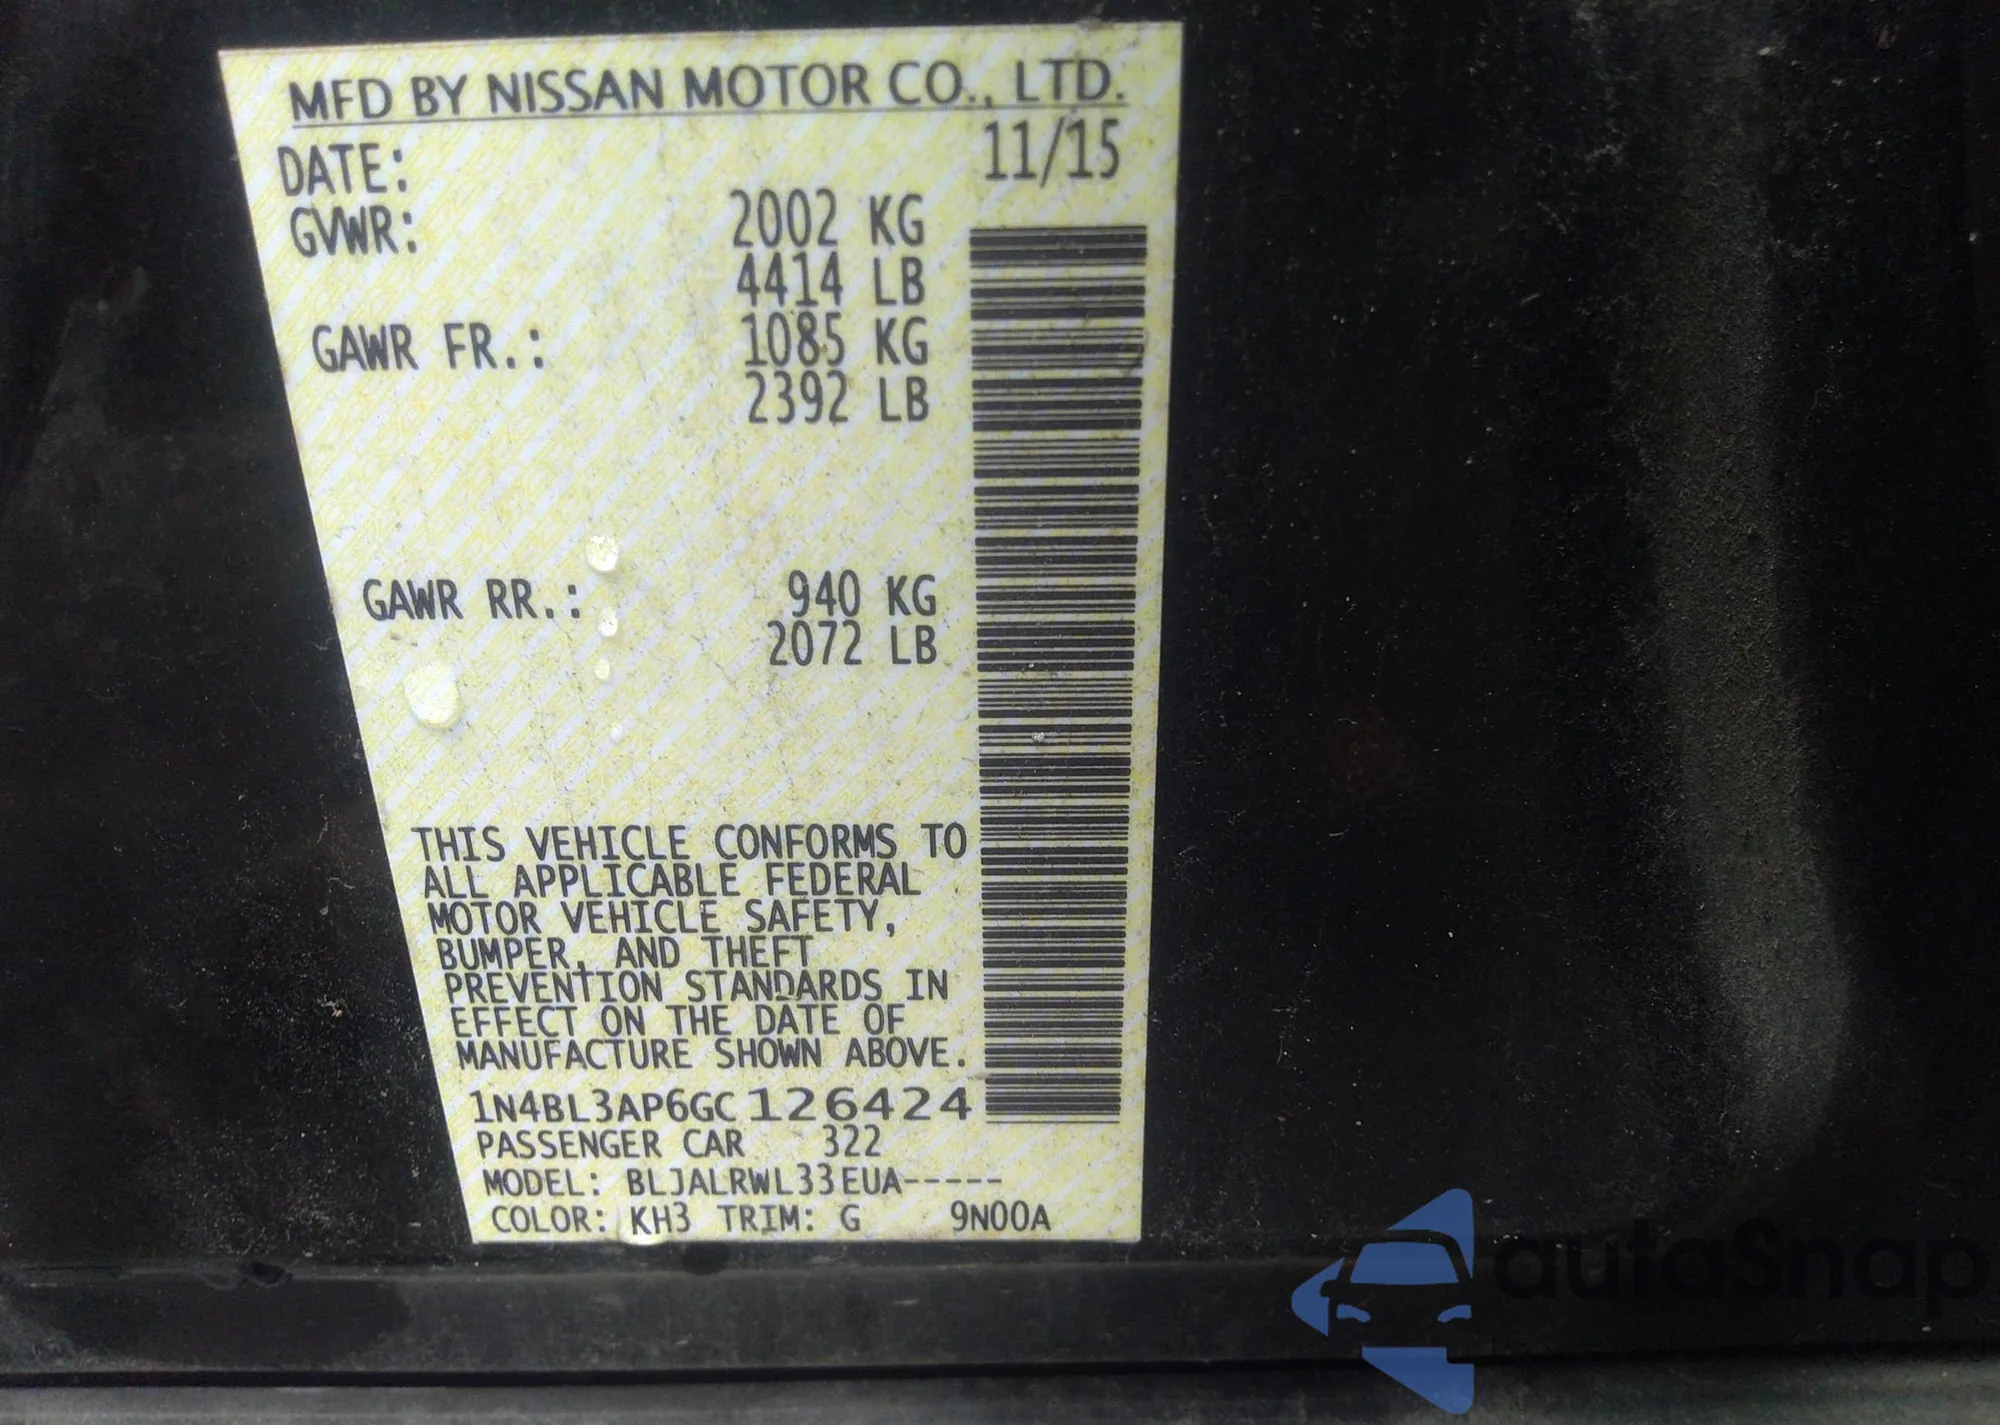 MFD BY NISSAN MOTOR CO., LTD.
DATE: 11/15
GVWR: 2002 KG
4414 LB
GAWR FR.: 1085 KG
2392 LB
GAWR RR.: 940 KG
2072 LB
THIS VEHICLE CONFORMS TO
ALL APPLICABLE FEDERAL
MOTOR VEHICLE SAFETY,
BUMPER, AND THEFT
PREVENTION STANDARDS IN
EFFECT ON THE DATE OF
MANUFACTURE SHOWN ABOVE.
1N4BL3AP6GC126424
PASSENGER CAR 322
MODEL: BLJALRWL33EUA-----
COLOR: KH3 TRIM: G 9N00A
autosnap